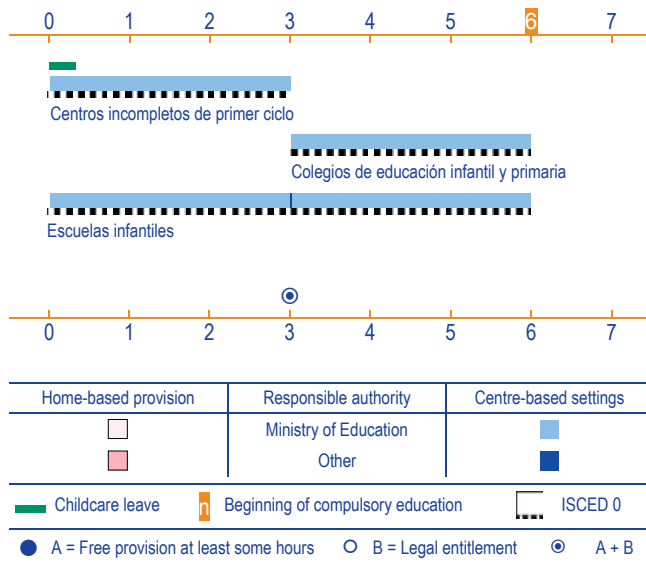 0 1 2 3 4 5 6 7
Centros incompletos de primer ciclo
Colegios de educación infantil y primaria
Escuelas infantiles
0 1 2 3 4 5 6 7
Home-based provision Responsible authority Centre-based settings
Ministry of Education
Other
Childcare leave n Beginning of compulsory education ISCED 0
A = Free provision at least some hours B = Legal entitlement A + B